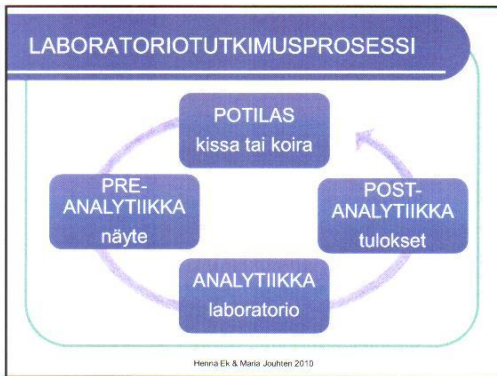 LABORATORIOTUTKIMUSPROSESSI
POTILAS
kissa tai koira
PRE-
ANALYTIIKKA
näyte
POST-
ANALYTIIKKA
tulokset
ANALYTIIKKA
laboratorio
Henna Ek & Maria Jouhten 2010